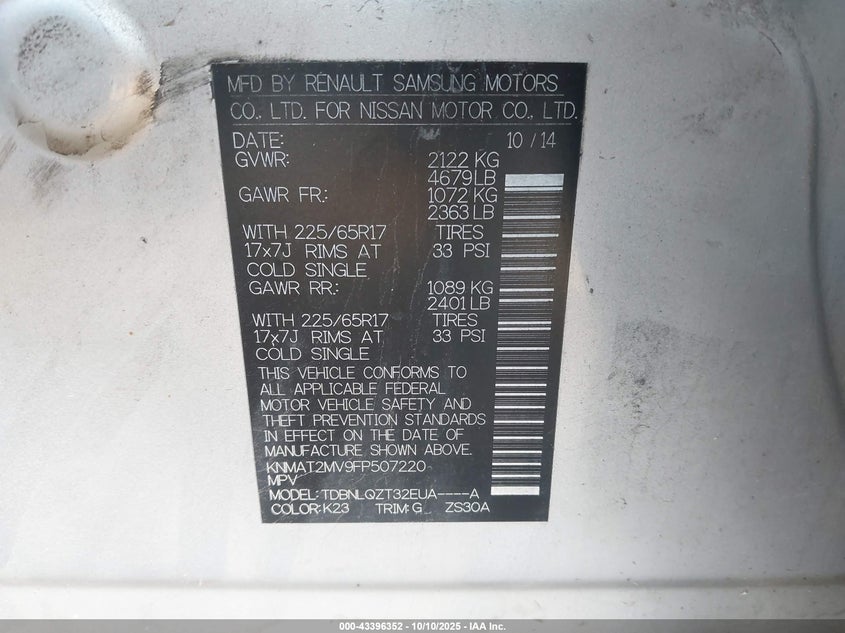 MFD BY RENAULT SAMSUNG MOTORS
CO., LTD. FOR NISSAN MOTOR CO., LTD.
DATE: 10/14
GVWR: 2122 KG
4679LB
GAWR FR.: 1072 KG
2363 LB
WITH 225/65R17 TIRES
17x7J RIMS AT 33 PSI
COLD SINGLE
GAWR RR.: 1089 KG
2401 LB
WITH 225/65R17 TIRES
17x7J RIMS AT 33 PSI
COLD SINGLE
THIS VEHICLE CONFORMS TO
ALL APPLICABLE FEDERAL
MOTOR VEHICLE SAFETY AND
THEFT PREVENTION STANDARDS
IN EFFECT ON THE DATE OF
MANUFACTURE SHOWN ABOVE.
KNMAT2MV9FP507220
MPV
MODEL: TDBNLQZT32EUA----A
COLOR: K23 TRIM: G_ ZS30A
000-43396352 - 10/10/2025 - IAA Inc.